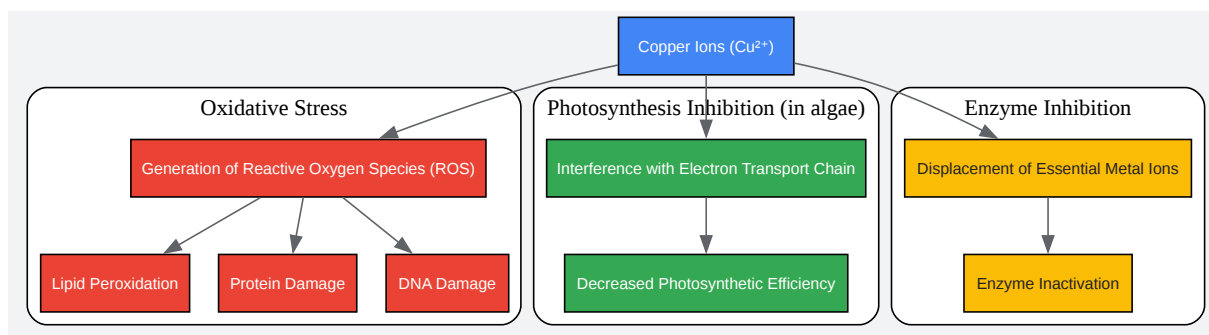 Copper Ions (Cu²⁺)
Oxidative Stress
Photosynthesis Inhibition (in algae)
Enzyme Inhibition
Generation of Reactive Oxygen Species (ROS)
Interference with Electron Transport Chain
Displacement of Essential Metal Ions
Lipid Peroxidation
Protein Damage
DNA Damage
Decreased Photosynthetic Efficiency
Enzyme Inactivation